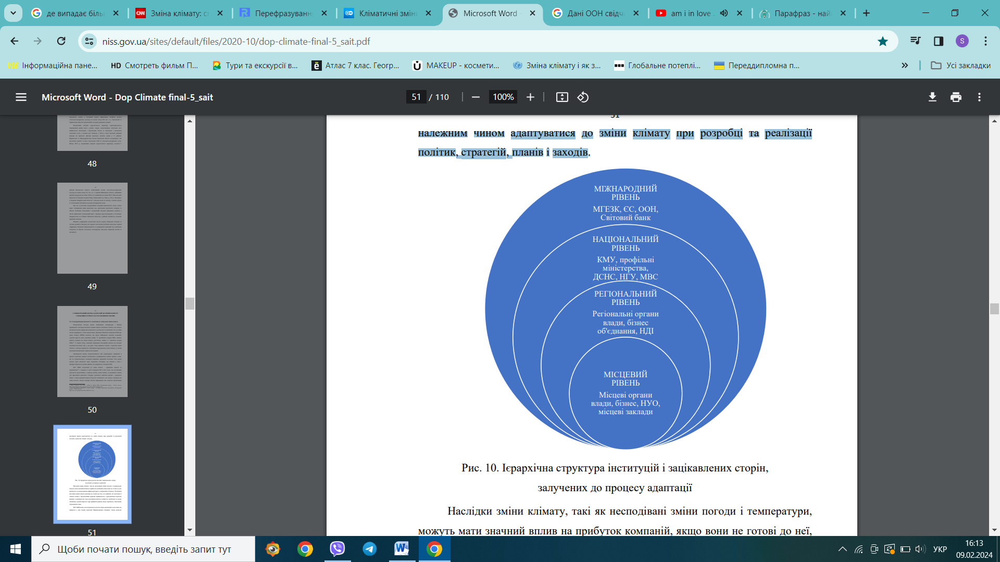 де випадає біль
Зміна клімату: св
Перефразуванн
Кліматичні змін
Microsoft Word -
Дані ООН свідча
am i in love
Парафраз - най
niss.gov.ua/sites/default/files/2020-10/dop-climate-final-5_sait.pdf
S
Інформаційна пане...
HD Смотреть фильм П...
Тури та екскурсії в...
Атлас 7 клас. Геогр...
MAKEUP - космети...
Зміна клімату і як з...
Глобальне потеплі...
Переддипломна п...
Усі закладки
Microsoft Word - Dop Climate final-5_sait
51 / 110
100%
48
49
50
51
51
належним чином адаптуватися до зміни клімату при розробці та реалізації
політик, стратегій, планів і заходів.
МІЖНАРОДНИЙ
РІВЕНЬ
МГЕЗК, ЄС, ООН,
Світовий банк
НАЦІОНАЛЬНИЙ
РІВЕНЬ
КМУ, профільні
міністерства,
ДСНС, НГУ, МВС
РЕГІОНАЛЬНИЙ
РІВЕНЬ
Регіональні органи
влади, бізнес
об'єднання, НДІ
МІСЦЕВИЙ
РІВЕНЬ
Місцеві органи
влади, бізнес, НУО,
місцеві заклади
Рис. 10. Ієрархічна структура інституцій і зацікавлених сторін,
залучених до процесу адаптації
Наслідки зміни клімату, такі як несподівані зміни погоди і температури,
можуть мати значний вплив на прибуток компаній, якщо вони не готові до неї,
Щоби почати пошук, введіть запит тут
УКР
16:13
09.02.2024